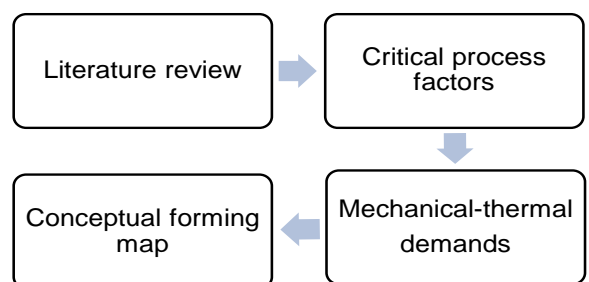 Literature review
Critical process
factors
Mechanical-thermal
demands
Conceptual forming
map